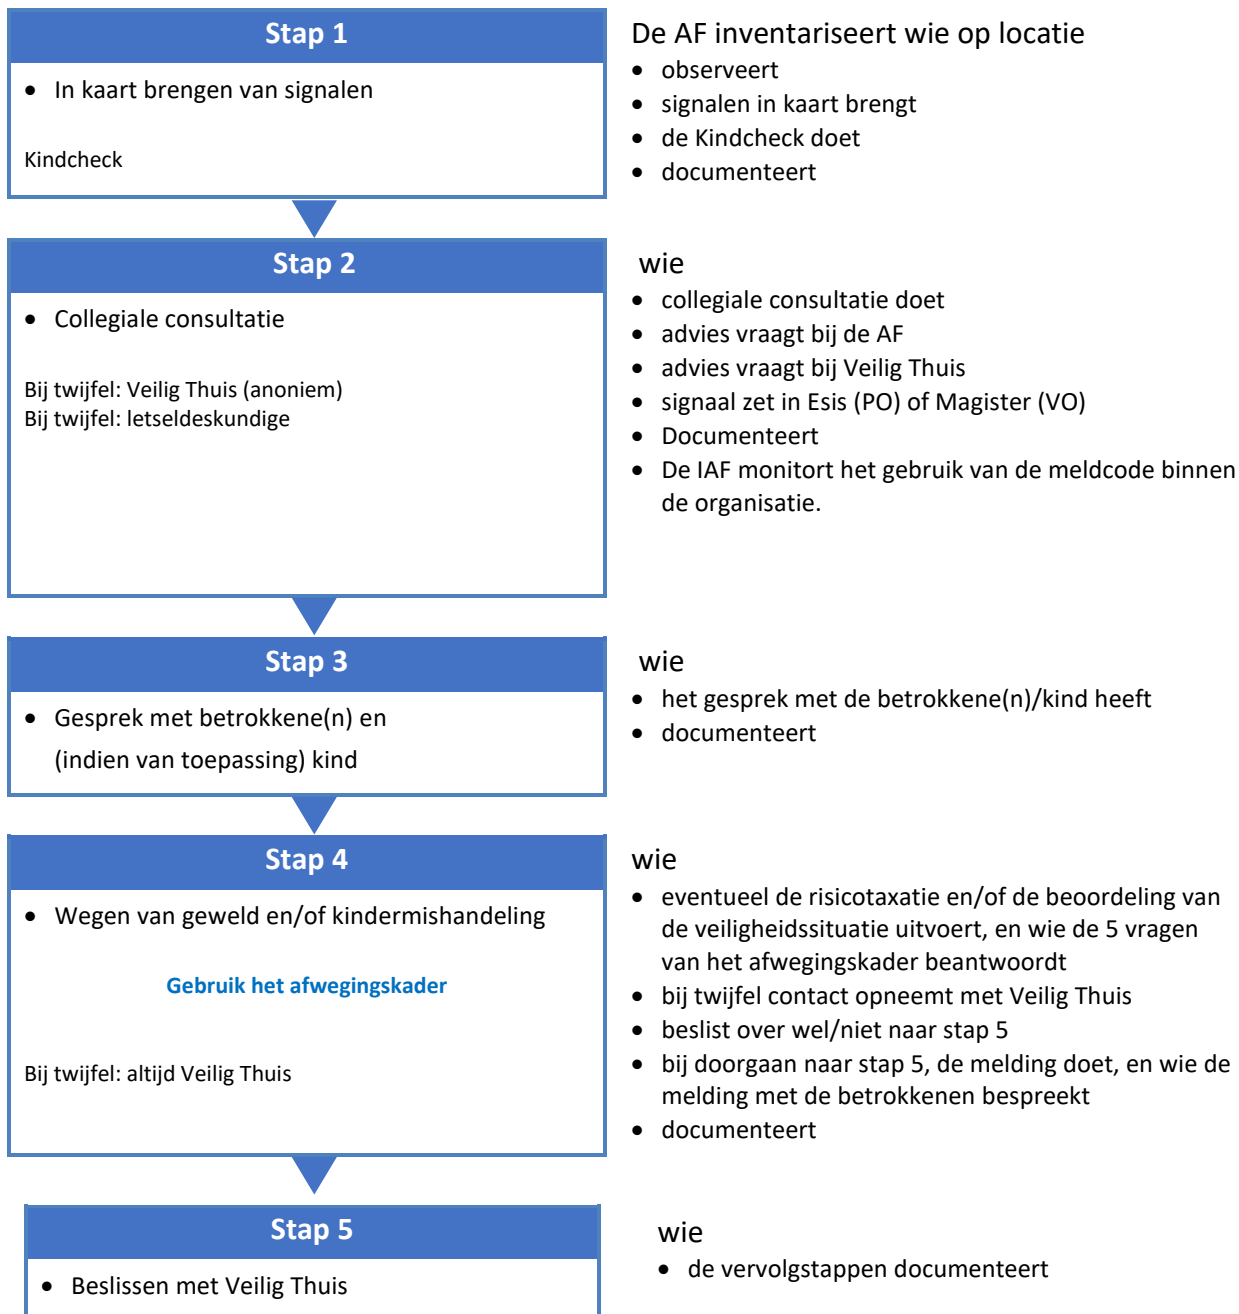 Stap 1
• In kaart brengen van signalen
Kindcheck
De AF inventariseert wie op locatie
• observeert
• signalen in kaart brengt
• de Kindcheck doet
• documenteert
Stap 2
• Collegiale consultatie
Bij twijfel: Veilig Thuis (anoniem)
Bij twijfel: letseldeskundige
wie
• collegiale consultatie doet
• advies vraagt bij de AF
• advies vraagt bij Veilig Thuis
• signaal zet in Esis (PO) of Magister (VO)
• Documenteert
• De IAF monitort het gebruik van de meldcode binnen
de organisatie.
Stap 3
• Gesprek met betrokkene(n) en
(indien van toepassing) kind
wie
• het gesprek met de betrokkene(n)/kind heeft
• documenteert
Stap 4
• Wegen van geweld en/of kindermishandeling
Gebruik het afwegingskader
Bij twijfel: altijd Veilig Thuis
wie
• eventueel de risicotaxatie en/of de beoordeling van
de veiligheidssituatie uitvoert, en wie de 5 vragen
van het afwegingskader beantwoordt
• bij twijfel contact opneemt met Veilig Thuis
• beslist over wel/niet naar stap 5
• bij doorgaan naar stap 5, de melding doet, en wie de
melding met de betrokkenen bespreekt
• documenteert
Stap 5
• Beslissen met Veilig Thuis
wie
• de vervolgstappen documenteert